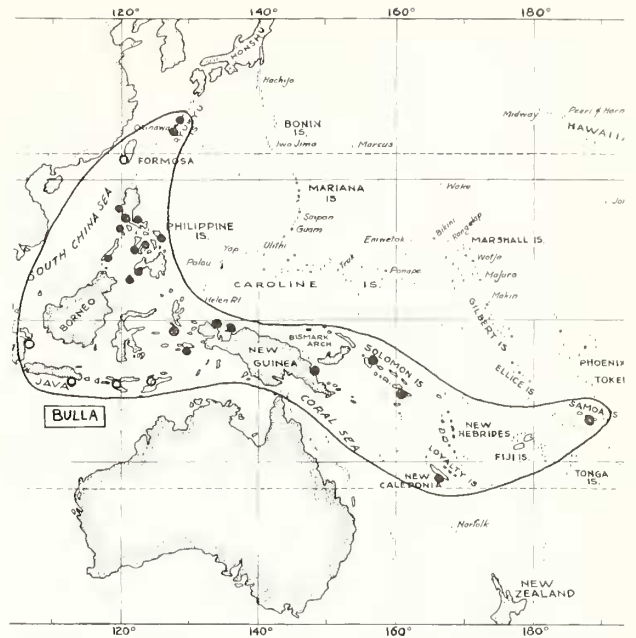 120° 140° 160° 180°
HONSHU
Hachijo
Midway
Pearl & Herm
HAWAII
Okinawa
BONIN
IS.
Iwo Jima
Marcus
FORMOSA
MARIANA
IS
Wake
SOUTH CHINA SEA
Saipan
Guam
PHILIPPINE
IS.
Bikini
Rongelap
Eniwetok
MARSHALL IS.
Yap
Ulithi
Wotje
Palau
Truk
Ponape
Majuro
CAROLINE IS.
Makin
Helen Rf
GILBERT IS
BORNEO
BISMARK
ARCH
SOLOMON IS
NEW
GUINEA
PHOENIX
ELLICE IS
JAVA
CORAL SEA
SAMOA IS
BULLA
NEW
HEBRIDES
FIJI IS.
LOYALTY IS
NEW
CALEDONIA
TONGA
IS.
Norfolk
NEW
ZEALAND
120° 140° 160° 180°